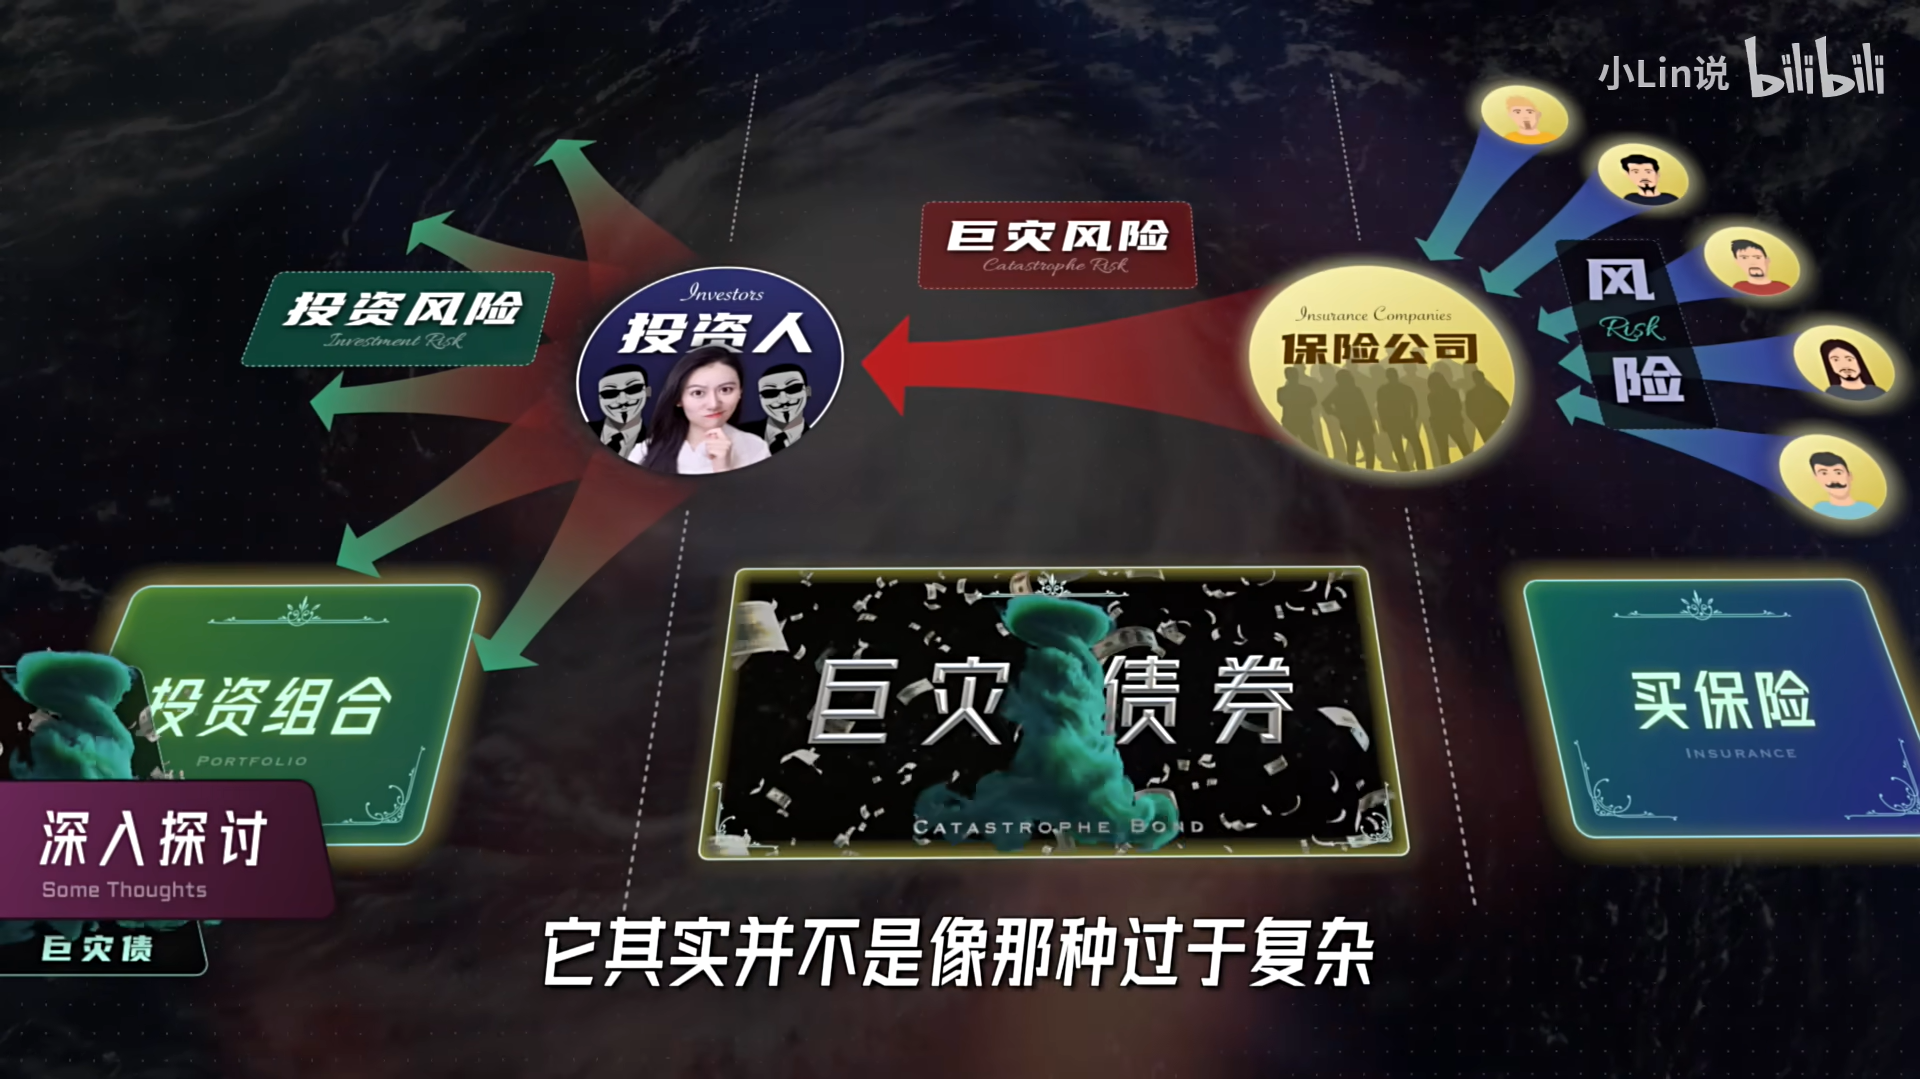 小Lin说 bilibili
巨灾风险
Catastrophe Risk
投资风险
Investment Risk
Investors
投资人
Insurance Companies
保险公司
风
Risk
险
投资组合
PORTFOLIO
巨灾债券
CATASTROPHE BOND
买保险
INSURANCE
深入探讨
Some Thoughts
巨灾债
它其实并不是像那种过于复杂